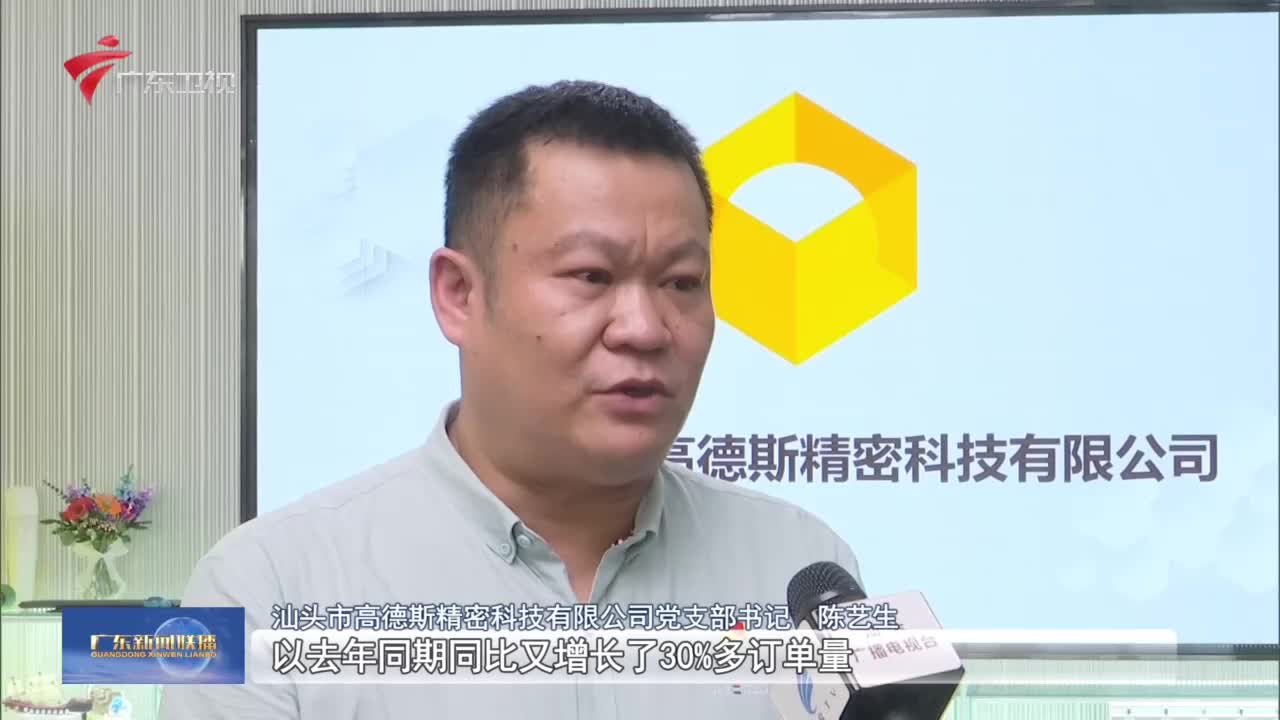 广东卫视
高德斯精密科技有限公司
汕头市高德斯精密科技有限公司党支部书记 陈艺生
以去年同期同比又增长了30%多订单量
广东新闻联播
GUANGDONG XINWEN LIANBO
广播电视台